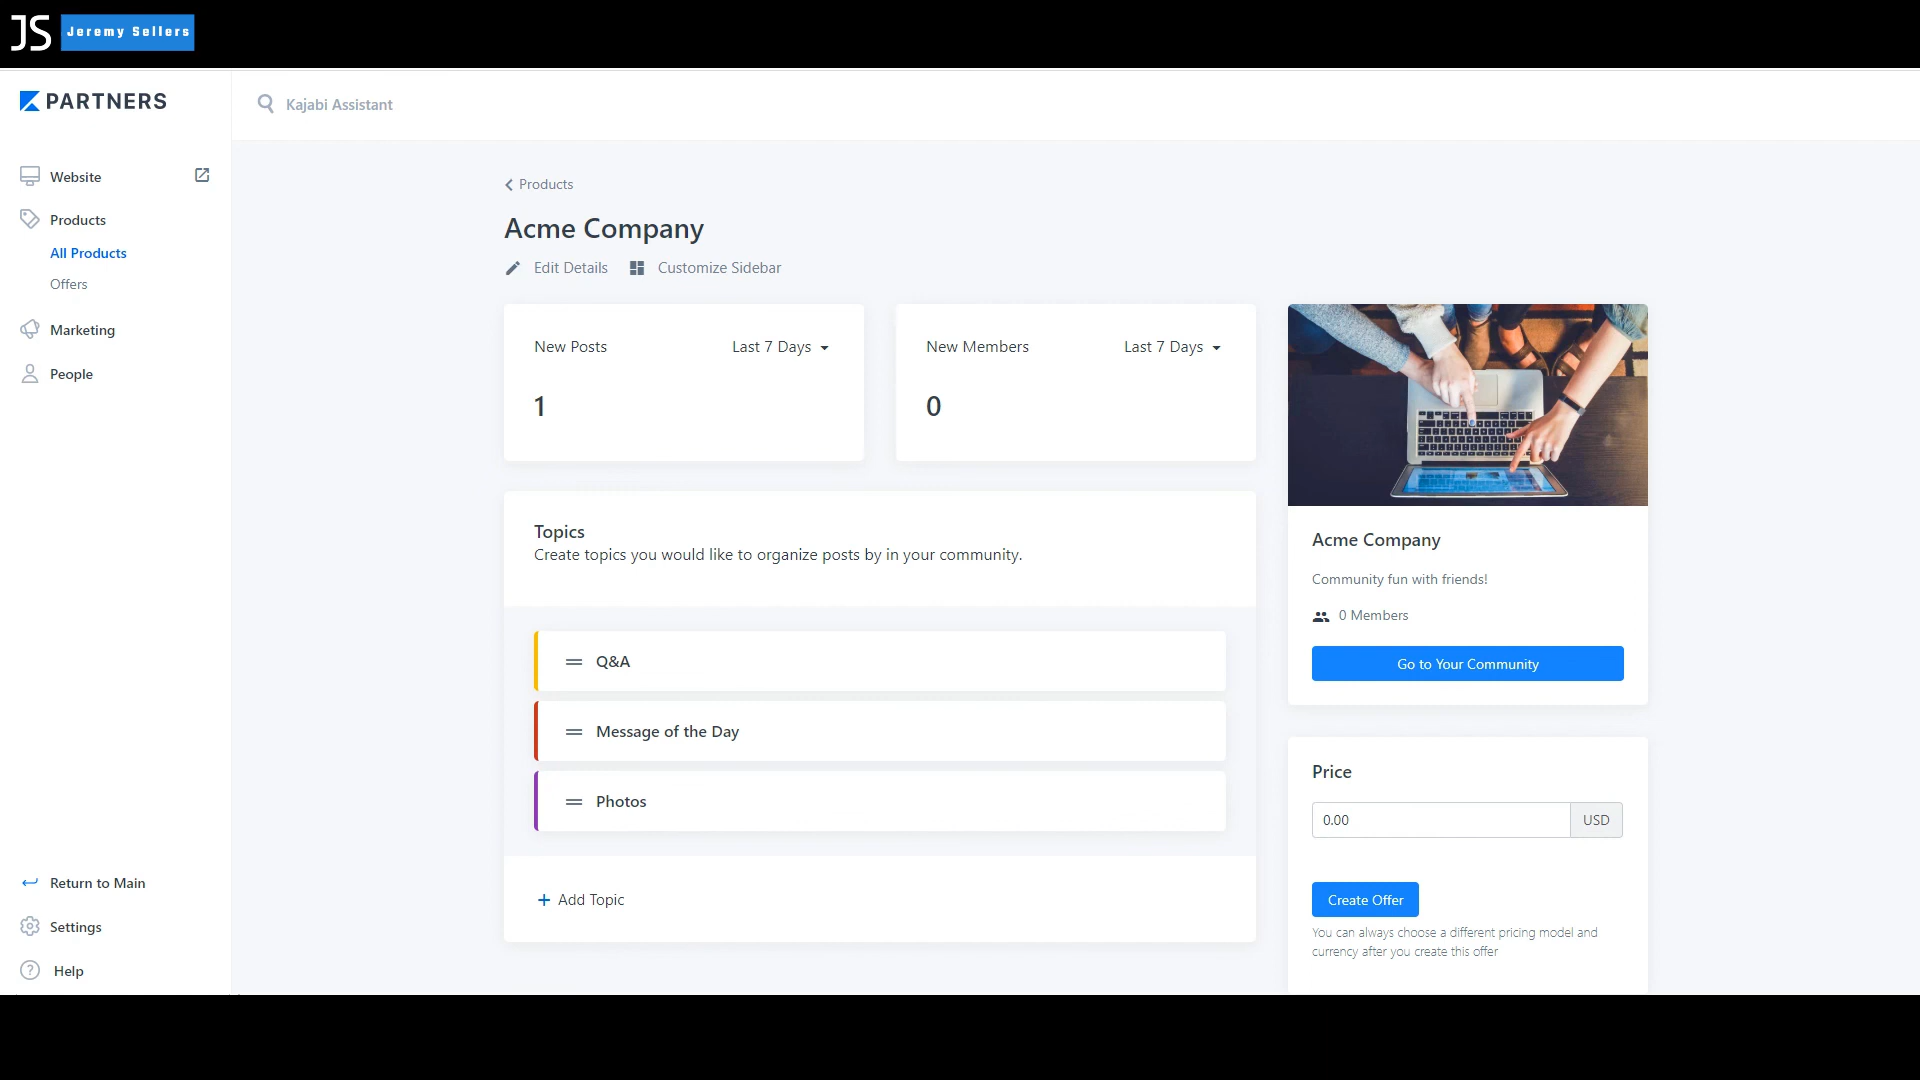 JS Jeremy Sellers
PARTNERS
Kajabi Assistant
Website
Products
All Products
Offers
Marketing
People
Return to Main
Settings
? Help
Products
Acme Company
Edit Details Customize Sidebar
New Posts Last 7 Days
1
New Members Last 7 Days
0
Topics
Create topics you would like to organize posts by in your community.
Q&A
Message of the Day
Photos
+ Add Topic
Acme Company
Community fun with friends!
0 Members
Go to Your Community
Price
0.00 USD
Create Offer
You can always choose a different pricing model and
currency after you create this offer